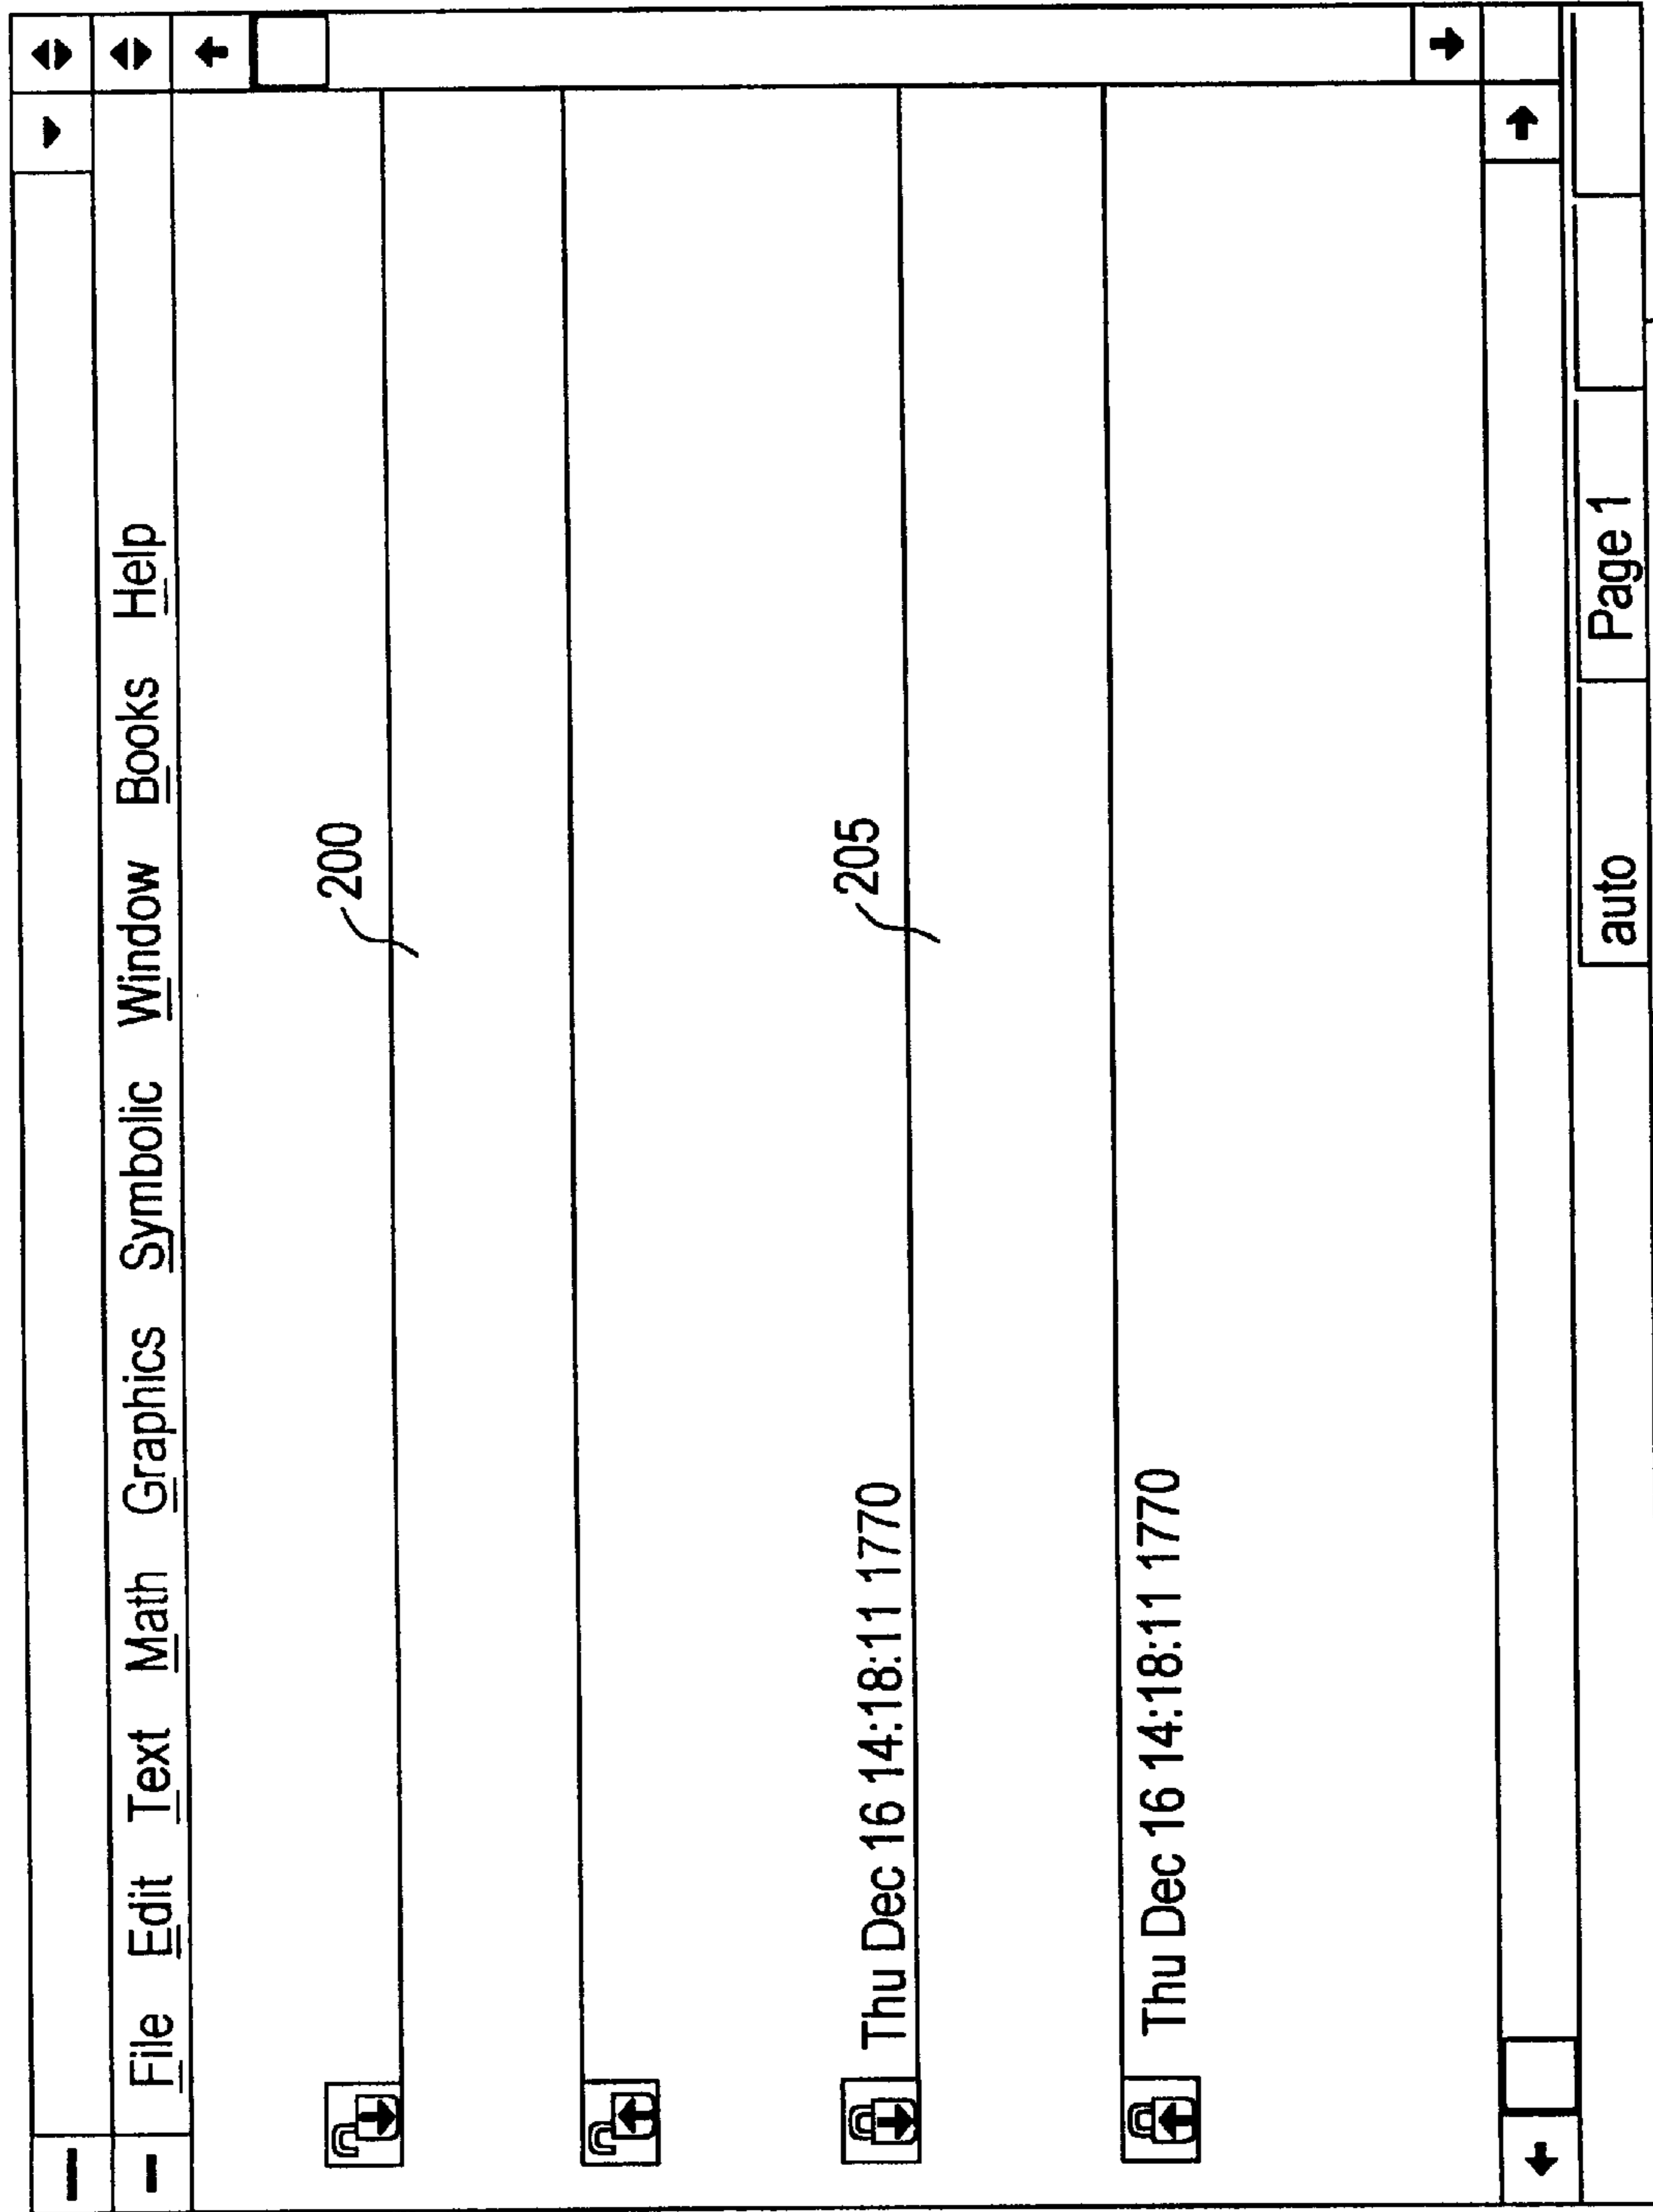 File Edit Text Math Graphics Symbolic Window Books Help
200
Thu Dec 16 14:18:11 1770
205
Thu Dec 16 14:18:11 1770
auto Page 1